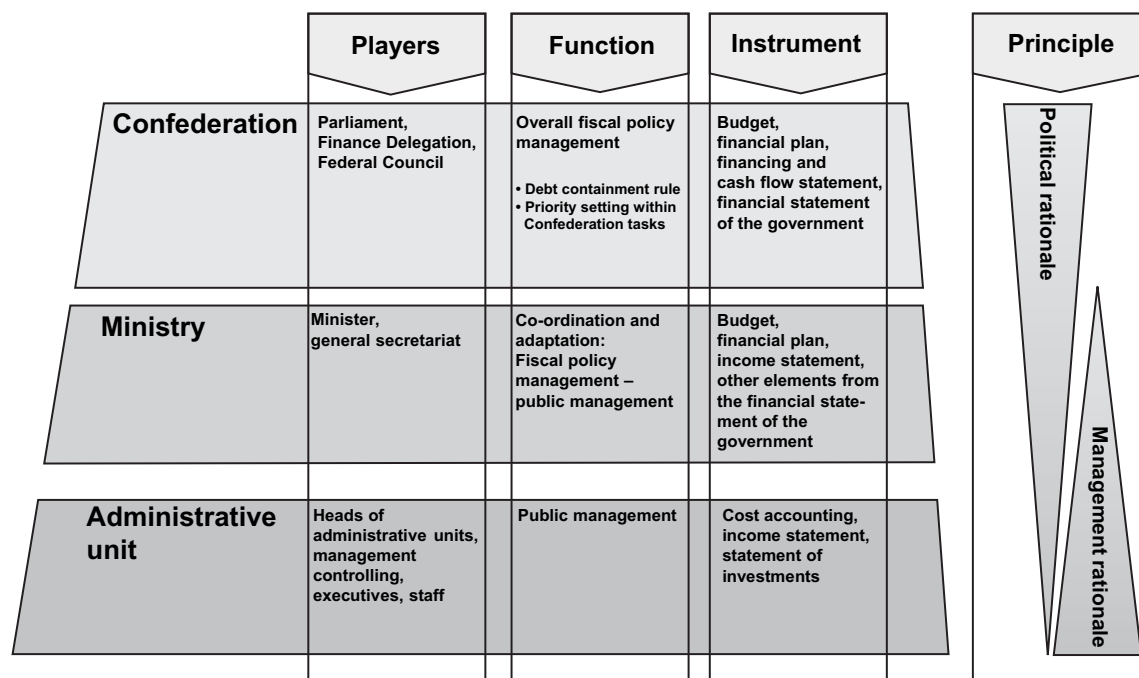 Players
Function
Instrument
Principle
Confederation
Parliament,
Finance Delegation,
Federal Council
Overall fiscal policy
management
• Debt containment rule
• Priority setting within
Confederation tasks
Budget,
financial plan,
financing and
cash flow statement,
financial statement
of the government
Ministry
Minister,
general secretariat
Co-ordination and
adaptation:
Fiscal policy
management –
public management
Budget,
financial plan,
income statement,
other elements from
the financial state-
ment of the
government
Administrative
unit
Heads of
administrative units,
management
controlling,
executives, staff
Public management
Cost accounting,
income statement,
statement of
investments
Political rationale
Management rationale